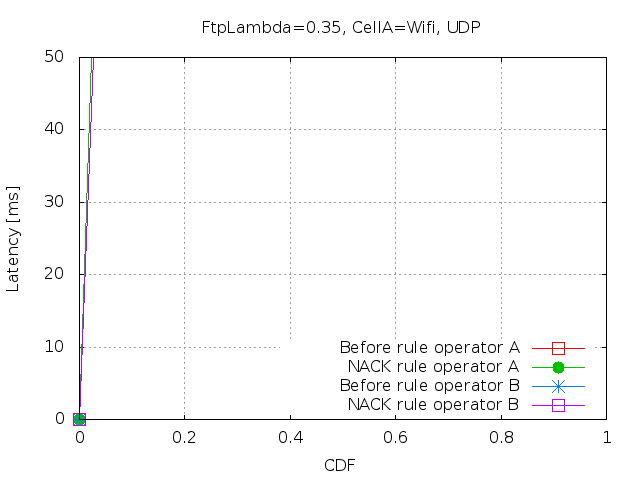 FtpLambda=0.35, CellA=Wifi, UDP
50
40
30
20
10
0
Latency [ms]
Before rule operator A
NACK rule operator A
Before rule operator B
NACK rule operator B
0 0.2 0.4 0.6 0.8 1
CDF